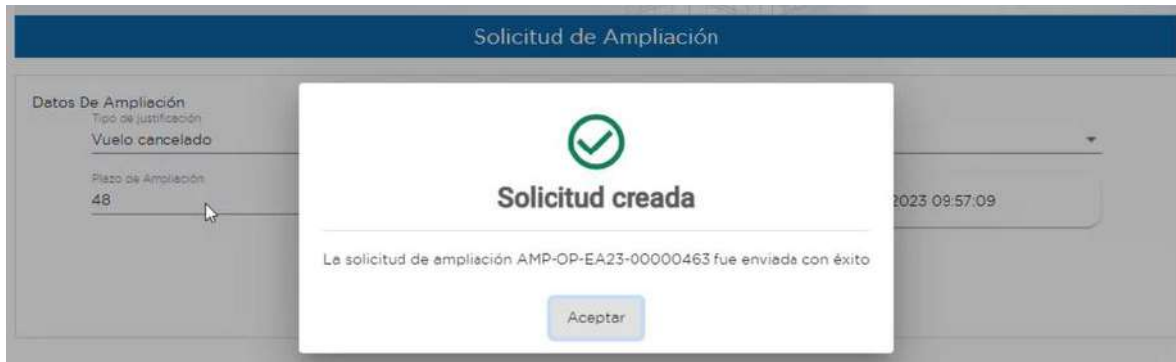 Solicitud de Ampliación
Datos De Ampliación
Tipo de justificación
Vuelo cancelado
Plazo de Ampliación
48
2023 09:57:09
Solicitud creada
La solicitud de ampliación AMP-OP-EA23-00000463 fue enviada con éxito
Aceptar